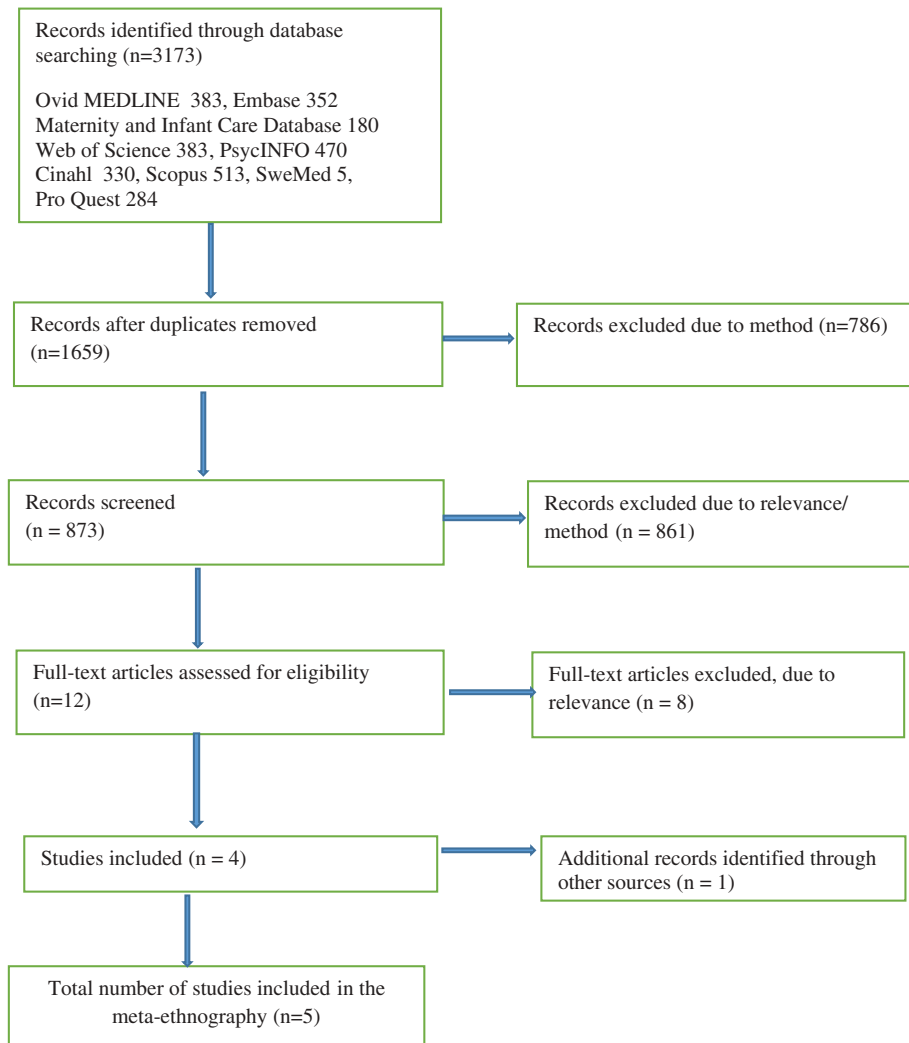 Records identified through database
searching (n=3173)
Ovid MEDLINE  383, Embase 352
Maternity and Infant Care Database 180
Web of Science 383, PsycINFO 470
Cinahl  330, Scopus 513, SweMed 5,
Pro Quest 284
Records after duplicates removed
(n=1659)
Records excluded due to method (n=786)
Records screened
(n = 873)
Records excluded due to relevance/
method (n = 861)
Full-text articles assessed for eligibility
(n=12)
Full-text articles excluded, due to
relevance (n = 8)
Studies included (n = 4)
Additional records identified through
other sources (n = 1)
Total number of studies included in the
meta-ethnography (n=5)